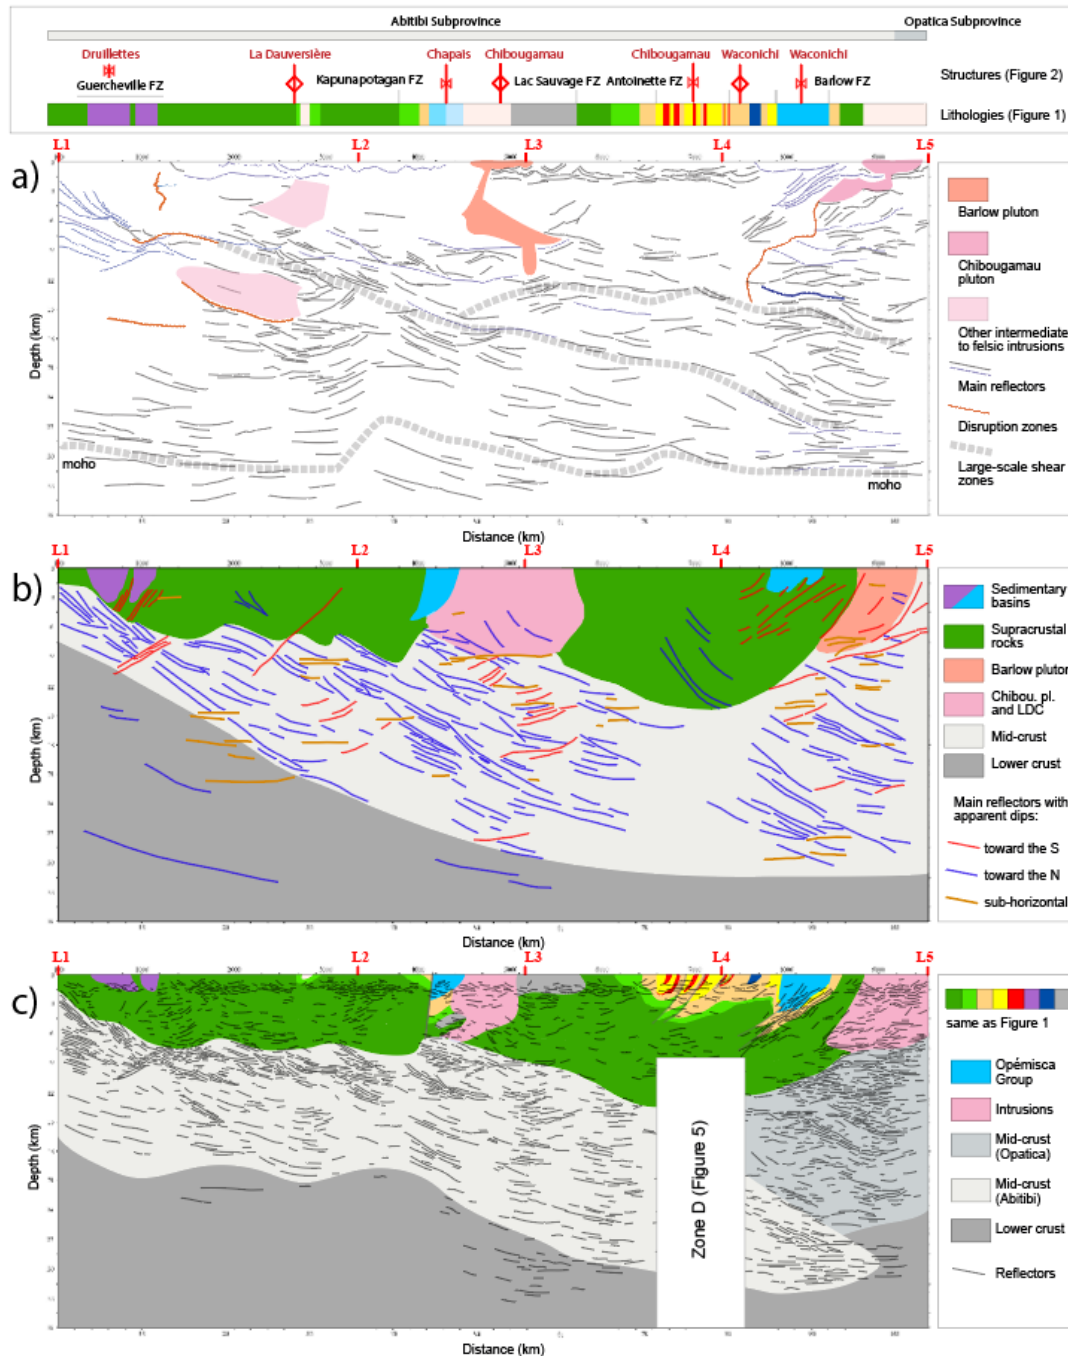 Abitibi Subprovince
Opatica Subprovince
Druillettes
La Dauversière
Chapais
Chibougamau
Chibougamau
Waconichi
Waconichi
Guercheville FZ
Kapunapotagan FZ
Lac Sauvage FZ
Antoinette FZ
Barlow FZ
Structures (Figure 2)
Lithologies (Figure 1)
L1
L2
L3
L4
L5
a)
Depth (km)
moho
moho
Distance (km)
Barlow pluton
Chibougamau
pluton
Other intermediate
to felsic intrusions
Main reflectors
Disruption zones
Large-scale shear
zones
L1
L2
L3
L4
L5
b)
Depth (km)
Distance (km)
Sedimentary
basins
Supracrustal
rocks
Barlow pluton
Chibou. pl.
and LDC
Mid-crust
Lower crust
Main reflectors with
apparent dips:
toward the S
toward the N
sub-horizontal
L1
L2
L3
L4
L5
c)
Depth (km)
Zone D (Figure 5)
Distance (km)
same as Figure 1
Opémisca
Group
Intrusions
Mid-crust
(Opatica)
Mid-crust
(Abitibi)
Lower crust
Reflectors